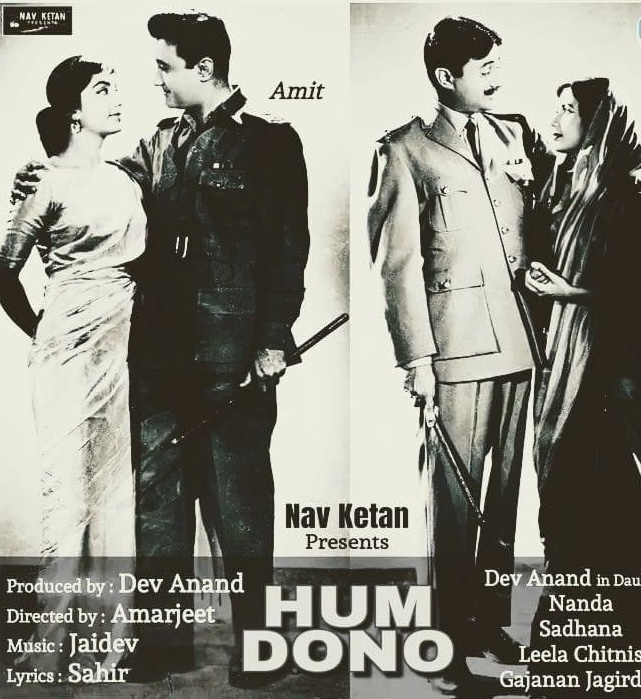 NAV KETAN
PRESENTS
Amit
Nav Ketan
Presents
Produced by : Dev Anand
Directed by : Amarjeet
Music : Jaidev
Lyrics : Sahir
HUM
DONO
Dev Anand in Dau
Nanda
Sadhana
Leela Chitnis
Gajanan Jagird